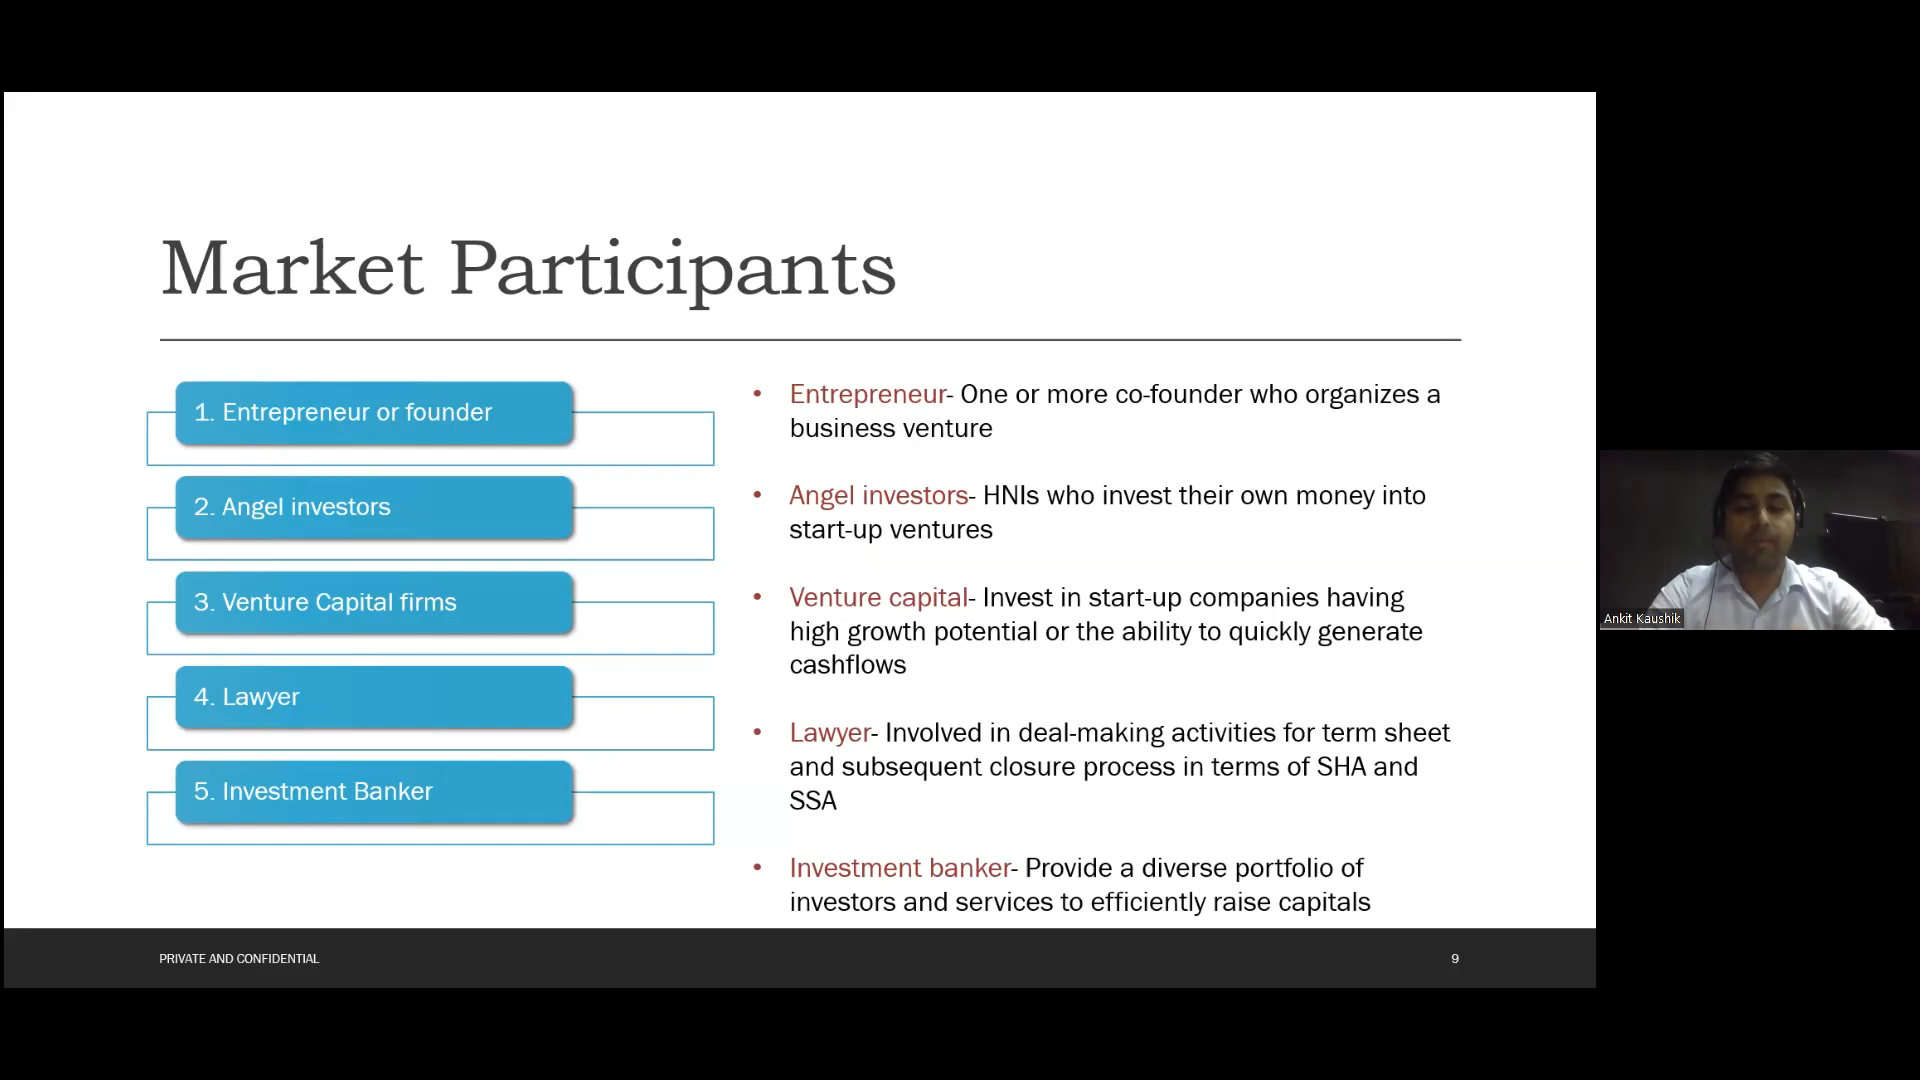 Market Participants
1. Entrepreneur or founder
2. Angel investors
3. Venture Capital firms
4. Lawyer
5. Investment Banker
• Entrepreneur- One or more co-founder who organizes a
business venture
• Angel investors- HNIs who invest their own money into
start-up ventures
• Venture capital- Invest in start-up companies having
high growth potential or the ability to quickly generate
cashflows
• Lawyer- Involved in deal-making activities for term sheet
and subsequent closure process in terms of SHA and
SSA
• Investment banker- Provide a diverse portfolio of
investors and services to efficiently raise capitals
PRIVATE AND CONFIDENTIAL
9
Ankit Kaushik